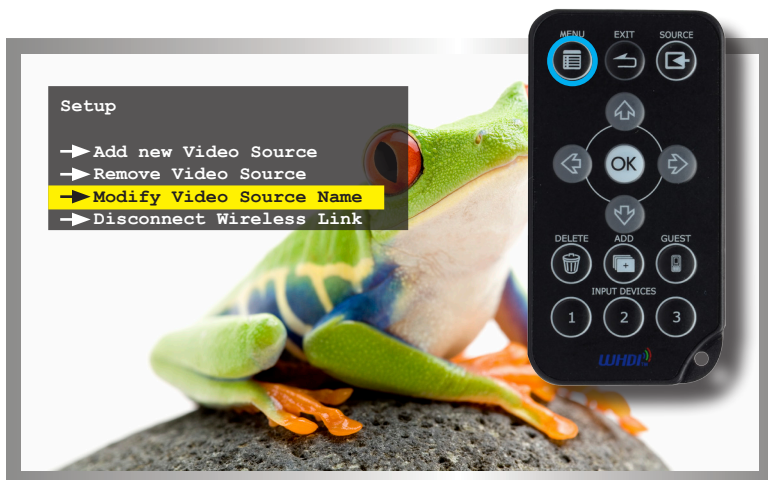 Setup
Add new Video Source
Remove Video Source
Modify Video Source Name
Disconnect Wireless Link
MENU EXIT SOURCE
OK
DELETE ADD GUEST
INPUT DEVICES
1 2 3
WHDI